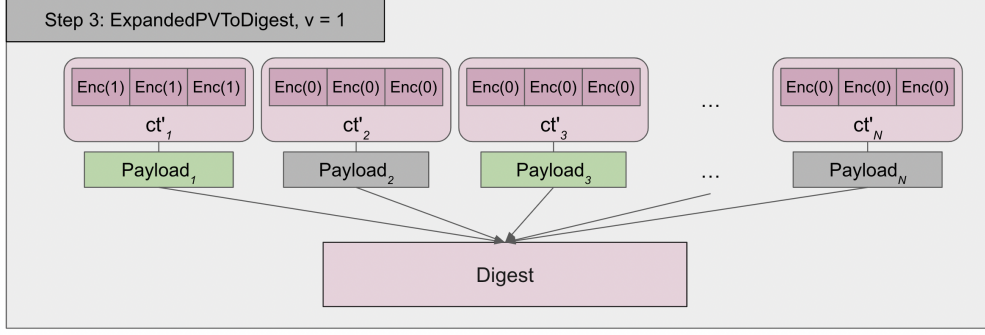 Step 3: ExpandedPVToDigest, v = 1
Enc(1) Enc(1) Enc(1) Enc(0) Enc(0) Enc(0) Enc(0) Enc(0) Enc(0) ... Enc(0) Enc(0) Enc(0)
ct'1 ct'2 ct'3 ct'N
Payload1 Payload2 Payload3 ... PayloadN
Digest